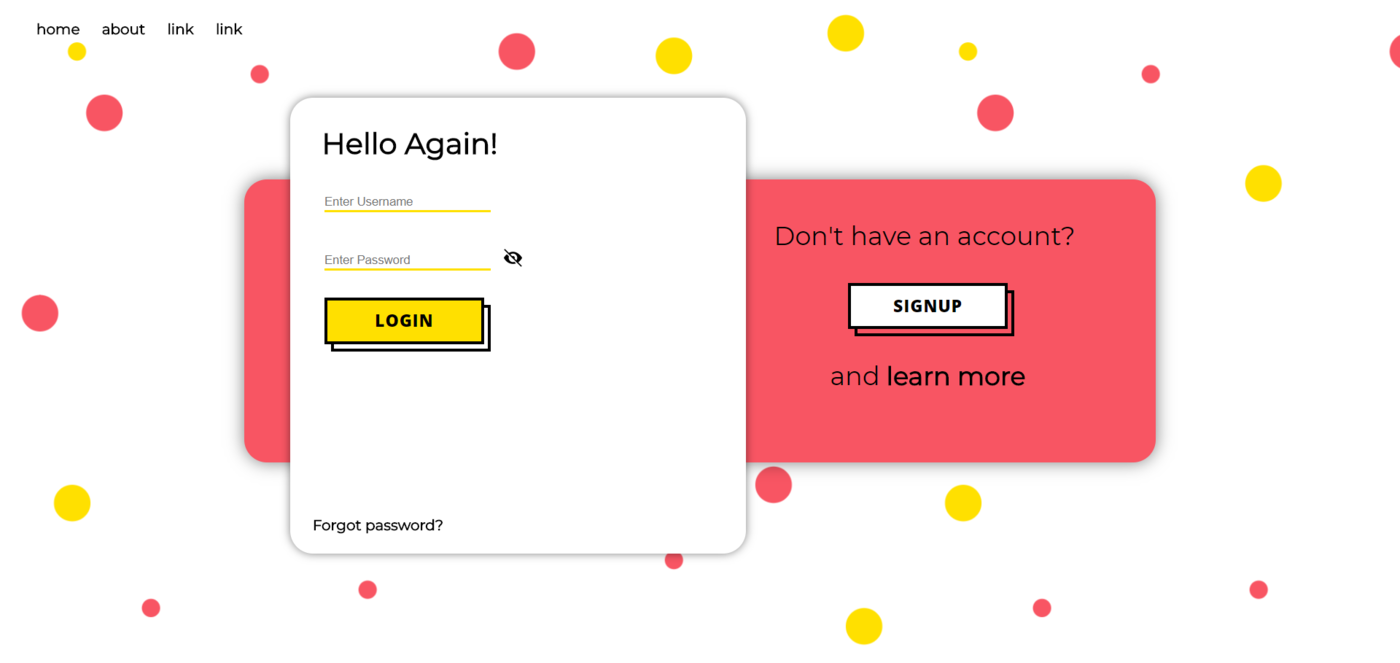 home about link link
Hello Again!
Enter Username
Enter Password
LOGIN
Forgot password?
Don't have an account?
SIGNUP
and learn more